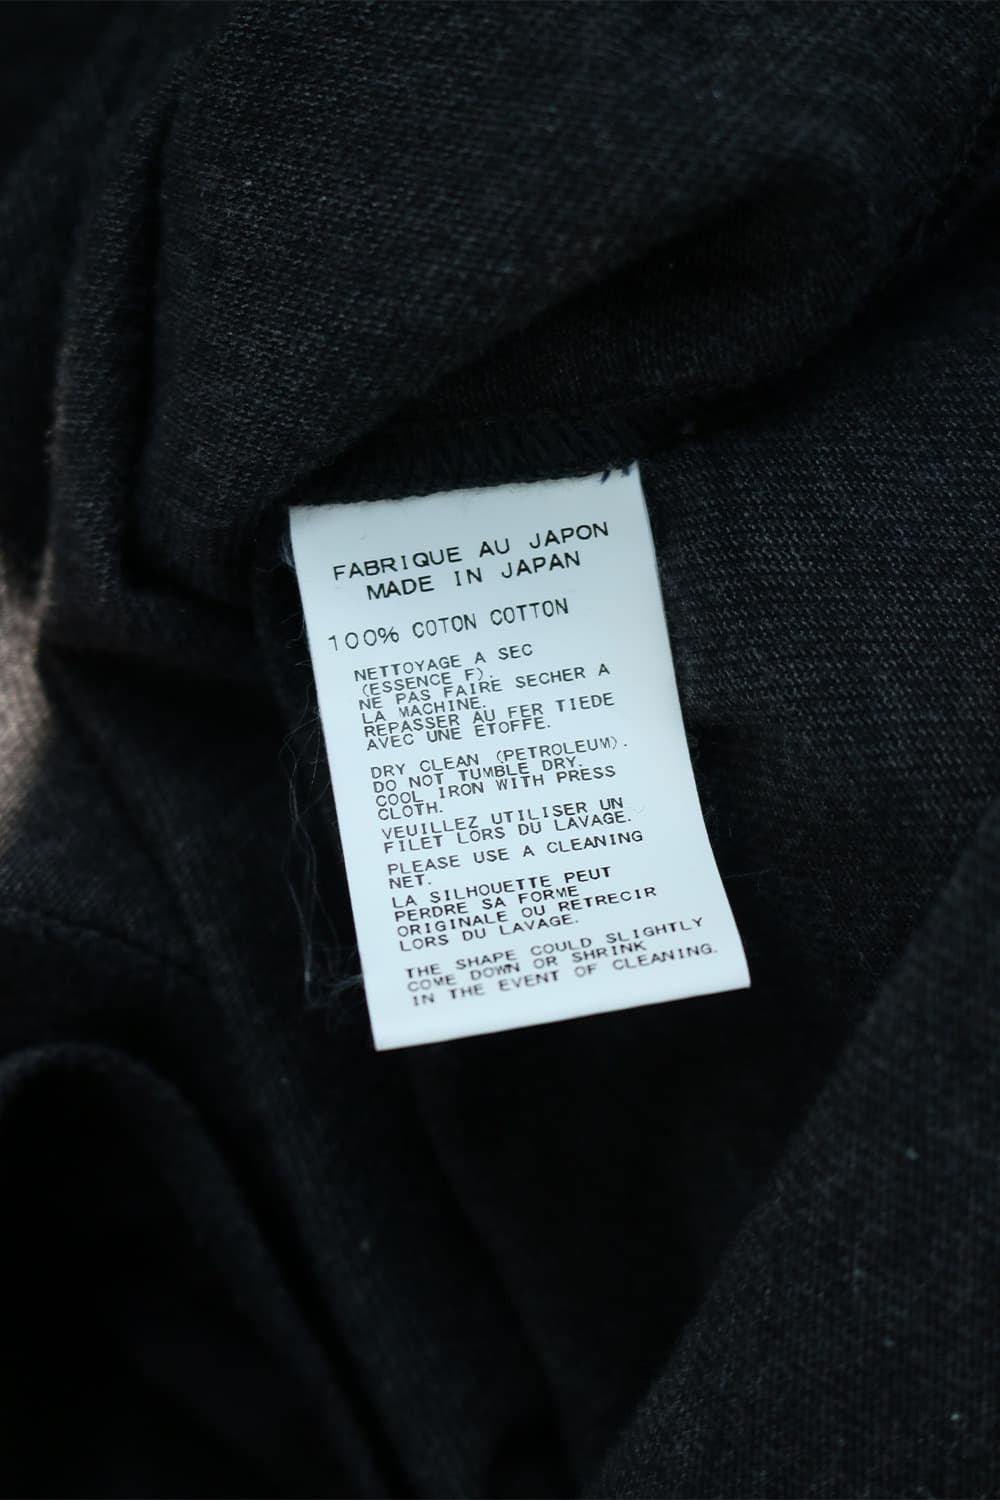 FABRIQUE AU JAPON
MADE IN JAPAN
100% COTON COTTON
NETTOYAGE A SEC
(ESSENCE F).
NE PAS FAIRE SECHER A
LA MACHINE.
REPASSER AU FER TIEDE
AVEC UNE ETOFFE.
DRY CLEAN (PETROLEUM).
DO NOT TUMBLE DRY.
COOL IRON WITH PRESS
CLOTH.
VEUILLEZ UTILISER UN
FILET LORS DU LAVAGE.
PLEASE USE A CLEANING
NET.
LA SILHOUETTE PEUT
PERDRE SA FORME
ORIGINALE OU RETRECIR
LORS DU LAVAGE.
THE SHAPE COULD SLIGHTLY
COME DOWN OR SHRINK
IN THE EVENT OF CLEANING.